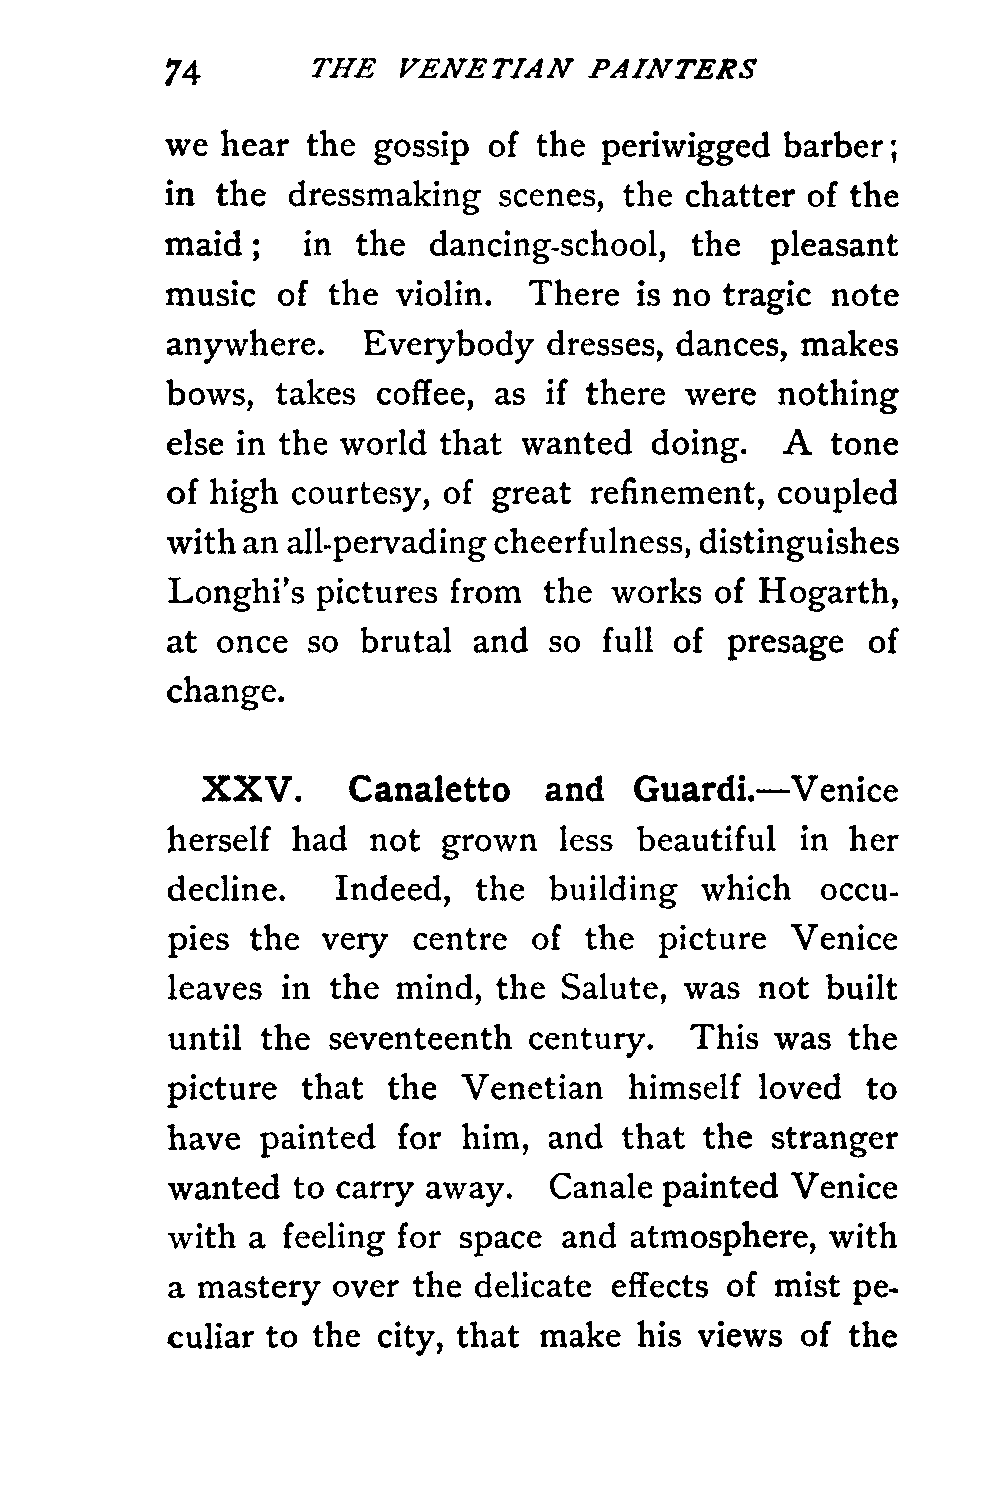 74 THE VENETIAN PAINTERS
we hear the gossip of the periwigged barber;
in the dressmaking scenes, the chatter of the
maid; in the dancing-school, the pleasant
music of the violin. There is no tragic note
anywhere. Everybody dresses, dances, makes
bows, takes coffee, as if there were nothing
else in the world that wanted doing. A tone
of high courtesy, of great refinement, coupled
with an all-pervading cheerfulness, distinguishes
Longhi's pictures from the works of Hogarth,
at once so brutal and so full of presage of
change.
XXV. Canaletto and Guardi.—Venice
herself had not grown less beautiful in her
decline. Indeed, the building which occu-
pies the very centre of the picture Venice
leaves in the mind, the Salute, was not built
until the seventeenth century. This was the
picture that the Venetian himself loved to
have painted for him, and that the stranger
wanted to carry away. Canale painted Venice
with a feeling for space and atmosphere, with
a mastery over the delicate effects of mist pe-
culiar to the city, that make his views of the